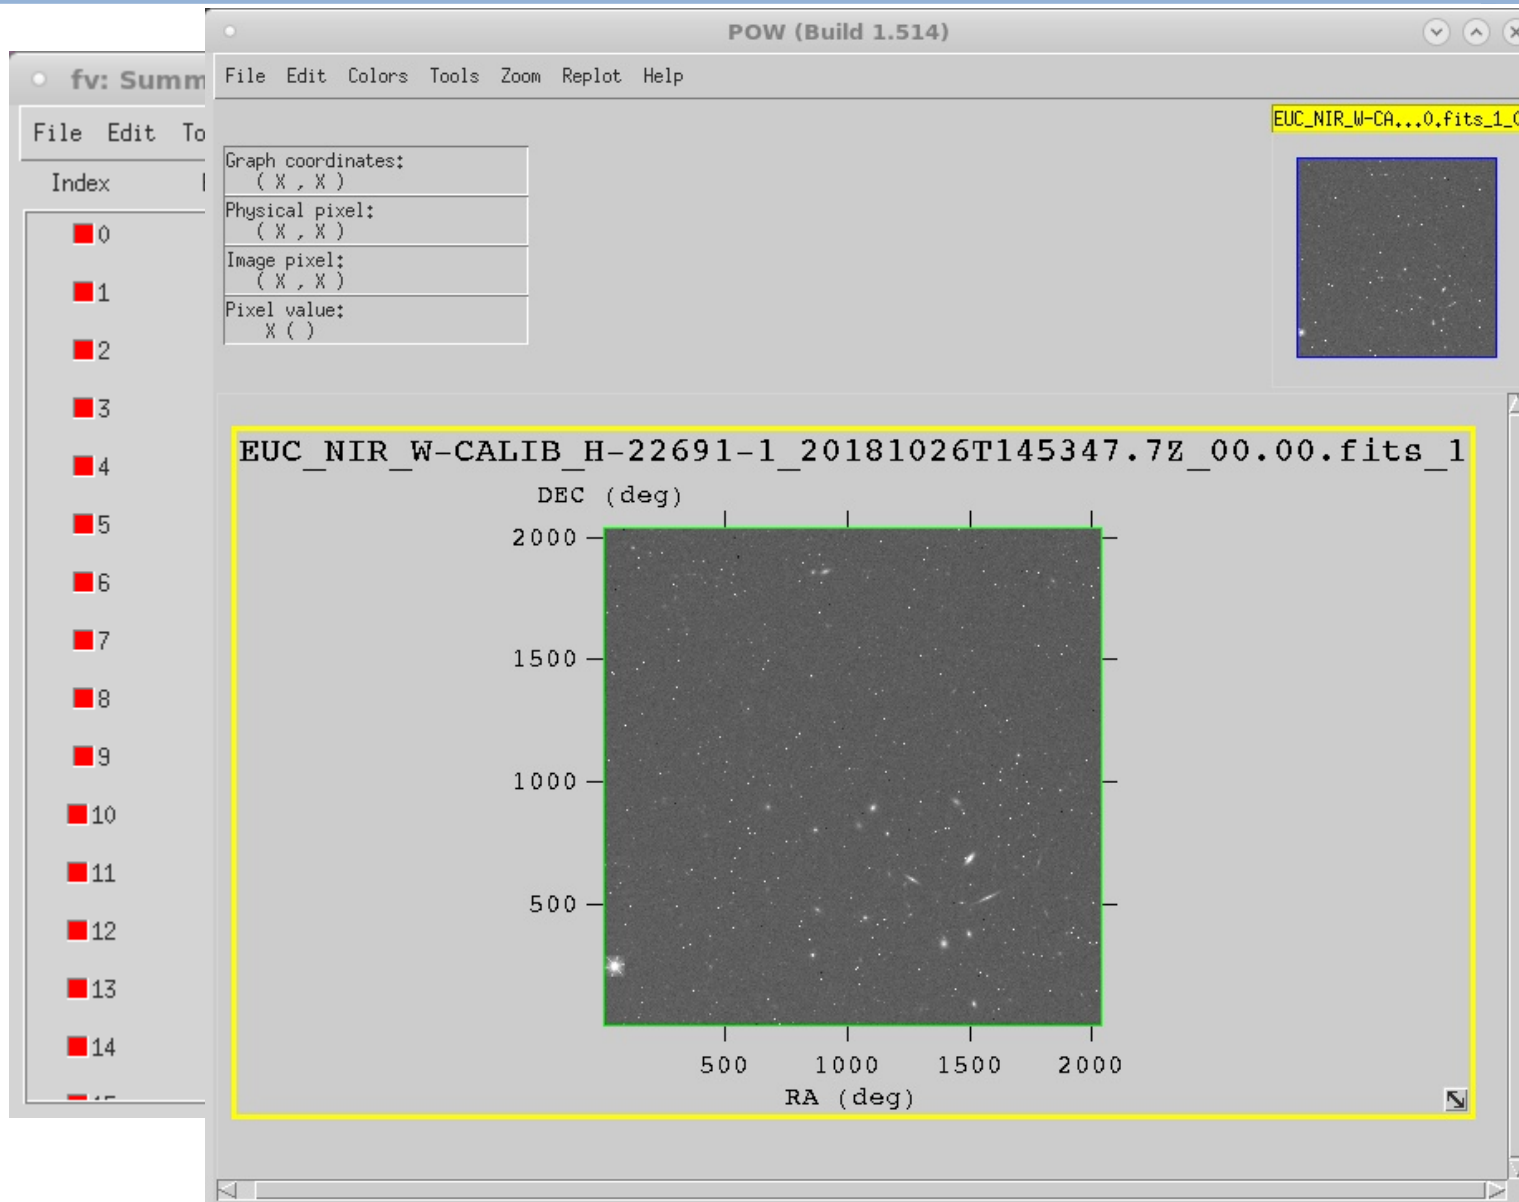 POW (Build 1.514)
fv: Summ
File Edit Colors Tools Zoom Replot Help
File Edit To
EUC_NIR_W-CA...0.fits_1_
Graph coordinates:
( X , X )
Index
Physical pixel:
( X , X )
Image pixel:
( X , X )
Pixel value:
X ( )
0
1
2
3
4
5
6
7
8
9
10
11
12
13
14
EUC_NIR_W-CALIB_H-22691-1_20181026T145347.7Z_00.00.fits_1
DEC (deg)
2000
1500
1000
500
500 1000 1500 2000
RA (deg)